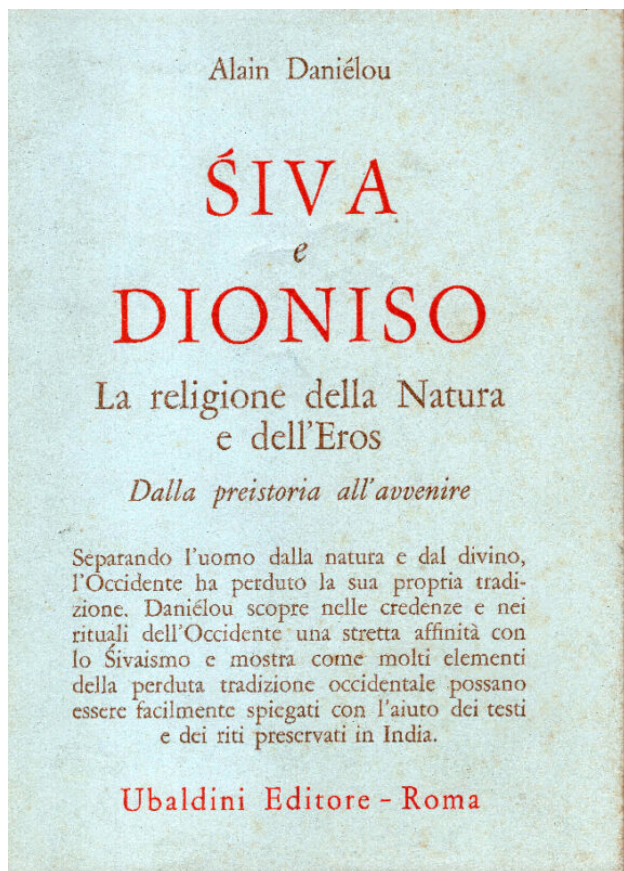 Alain Daniélou
ŚIVA
e
DIONISO
La religione della Natura
e dell'Eros
Dalla preistoria all'avvenire
Separando l'uomo dalla natura e dal divino,
l'Occidente ha perduto la sua propria tradi-
zione. Daniélou scopre nelle credenze e nei
rituali dell'Occidente una stretta affinità con
lo Śivaismo e mostra come molti elementi
della perduta tradizione occidentale possano
essere facilmente spiegati con l'aiuto dei testi
e dei riti preservati in India.
Ubaldini Editore - Roma